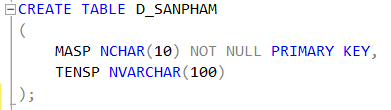 CREATE TABLE D_SANPHAM
(
MASP NCHAR(10) NOT NULL PRIMARY KEY,
TENSP NVARCHAR(100)
);